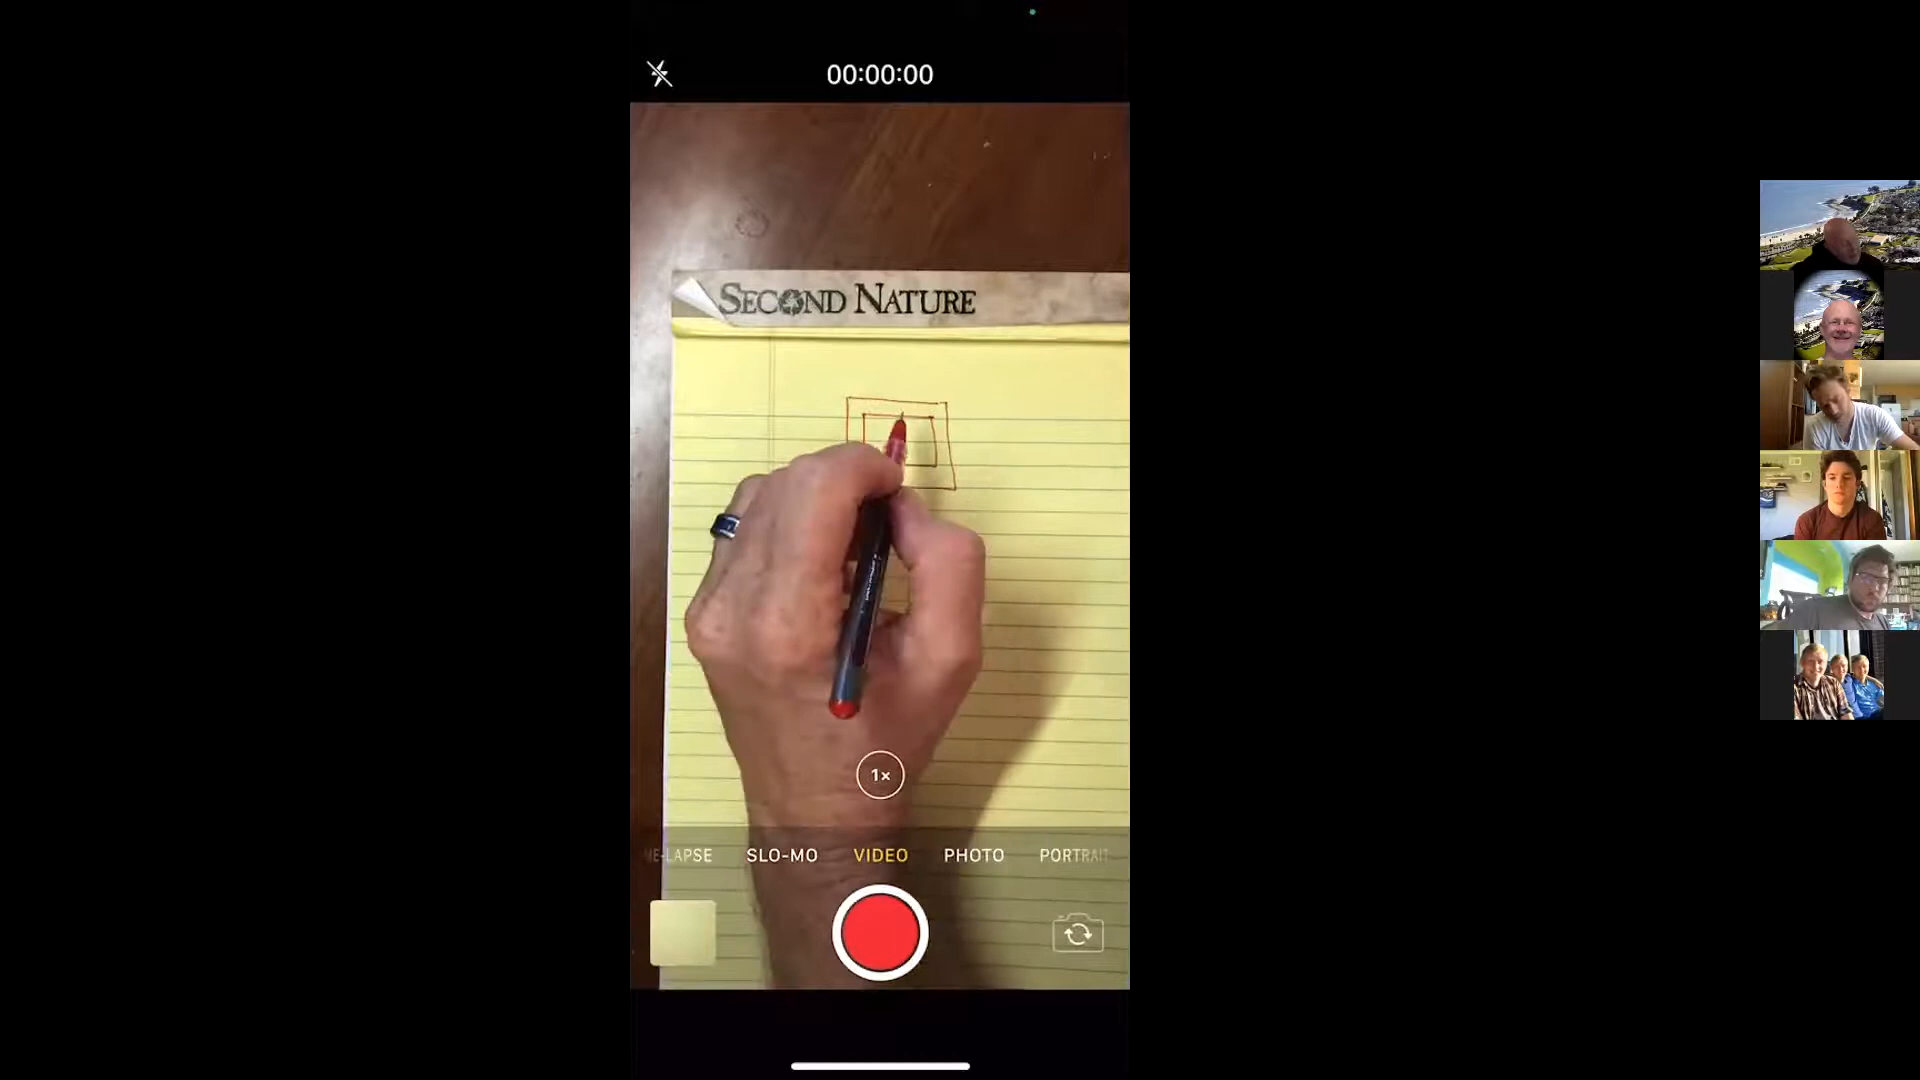 00:00:00
SECOND NATURE
1×
E-LAPSE SLO-MO VIDEO PHOTO PORTRAIT